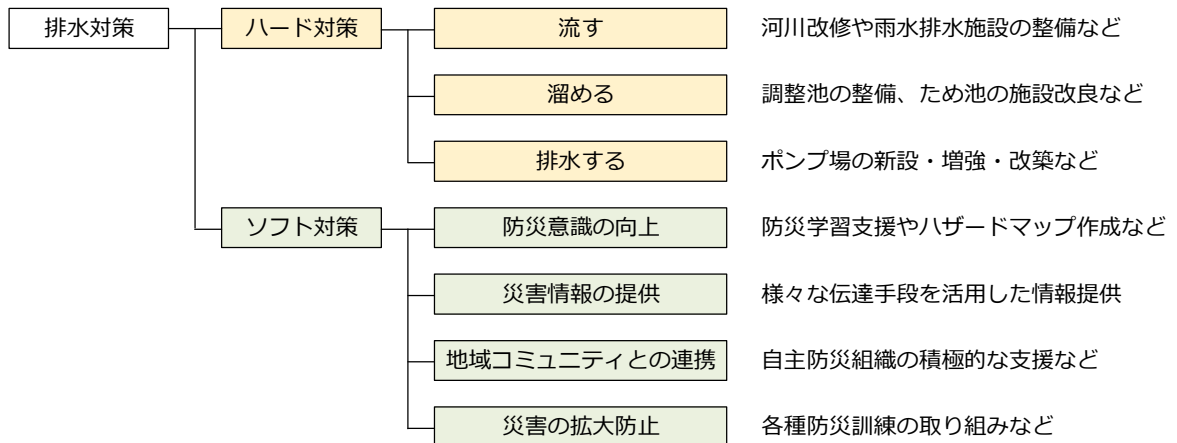 排水対策 ハード対策 流す 河川改修や雨水排水施設の整備など
溜める 調整池の整備、ため池の施設改良など
排水する ポンプ場の新設・増強・改築など
ソフト対策 防災意識の向上 防災学習支援やハザードマップ作成など
災害情報の提供 様々な伝達手段を活用した情報提供
地域コミュニティとの連携 自主防災組織の積極的な支援など
災害の拡大防止 各種防災訓練の取り組みなど